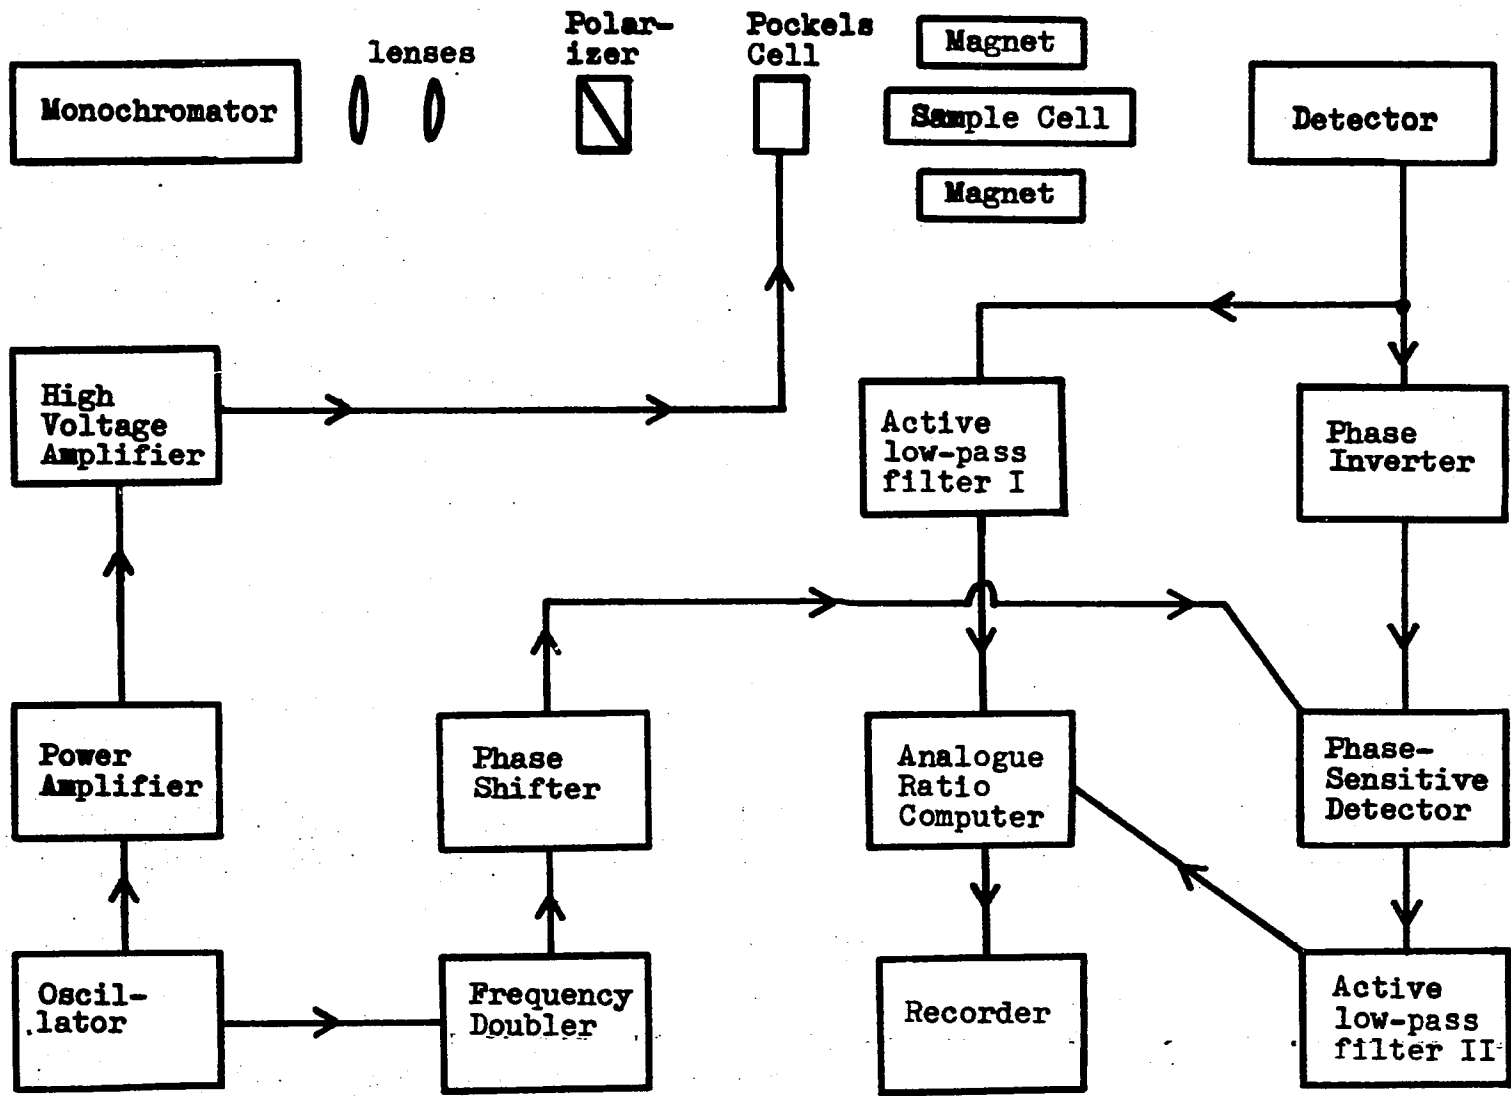 Monochromator
lenses
Polar-
izer
Pockels
Cell
Magnet
Sample Cell
Magnet
Detector
High
Voltage
Amplifier
Active
low-pass
filter I
Phase
Inverter
Power
Amplifier
Phase
Shifter
Analogue
Ratio
Computer
Phase-
Sensitive
Detector
Oscil-
lator
Frequency
Doubler
Recorder
Active
low-pass
filter II